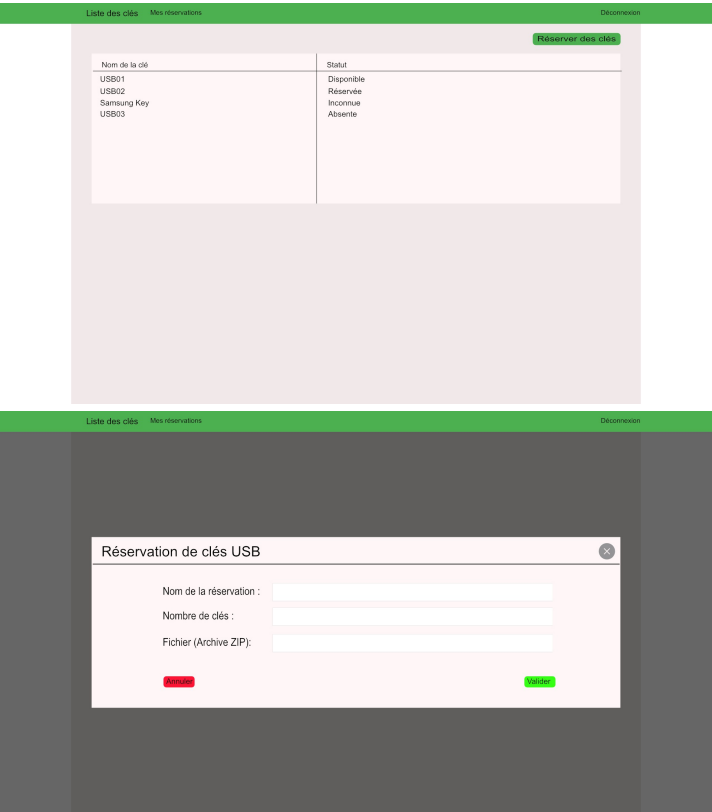 Liste des clés Mes réservations Déconnexion
Réserver des clés
Nom de la clé Statut
USB01 Disponible
USB02 Réservée
Samsung Key Inconnue
USB03 Absente
Liste des clés Mes réservations Déconnexion
Réservation de clés USB
Nom de la réservation :
Nombre de clés :
Fichier (Archive ZIP):
Annuler Valider